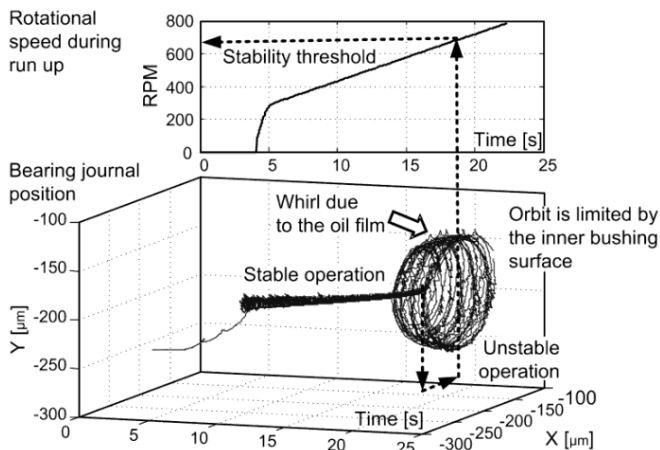 Rotational
speed during
run up
800
600
400
200
0
RPM
Stability threshold
Time [s]
0 5 10 15 20 25
Bearing journal
position
Whirl due
to the oil film
Orbit is limited by
the inner bushing
surface
Stable operation
Unstable
operation
-100
-150
-200
-250
-300
Y [µm]
0 5 10 15 20 25
Time [s]
-100
-150
-200
-250
-300
X [µm]